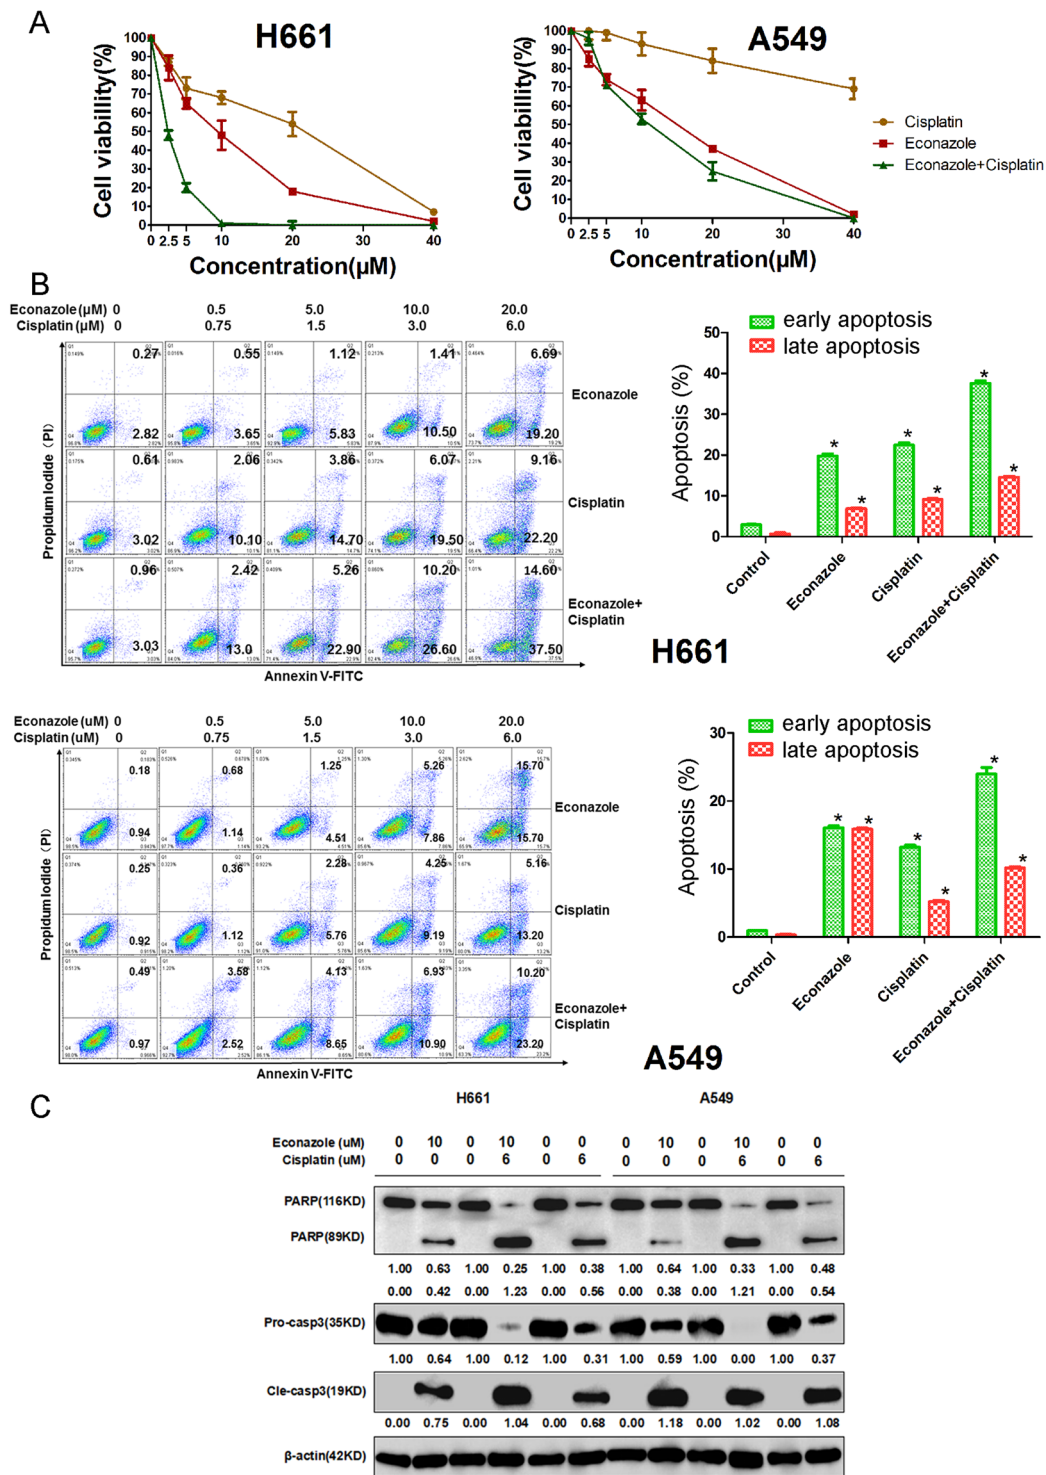 A
H661
A549
Cell viabillity(%)
100
90
80
70
60
50
40
30
20
10
0
0 2.5 5 10 20 30 40
Concentration(μM)
Cell viabillity(%)
100
90
80
70
60
50
40
30
20
10
0
0 2.5 5 10 20 30 40
Concentration(μM)
Cisplatin
Econazole
Econazole+Cisplatin
B
Econazole(μM) 0 0.5 5.0 10.0 20.0
Cisplatin(μM) 0 0.75 1.5 3.0 6.0
0.27 0.55 1.12 1.41 6.69
Econazole
2.82 3.65 5.83 10.50 19.20
0.61 2.06 3.86 6.07 9.16
Cisplatin
3.02 10.10 14.70 19.50 22.20
0.96 2.42 5.26 10.20 14.60
Econazole+
Cisplatin
3.03 13.0 22.90 26.60 37.50
Propidum Iodide (PI)
Annexin V-FITC
early apoptosis
late apoptosis
Apoptosis (%)
50
40
30
20
10
0
* * * * * *
Control Econazole Cisplatin Econazole+Cisplatin
H661
Econazole(uM) 0 0.5 5.0 10.0 20.0
Cisplatin(uM) 0 0.75 1.5 3.0 6.0
0.18 0.68 1.25 5.26 15.70
Econazole
0.94 1.14 4.51 7.86 15.70
0.25 0.36 2.28 4.25 5.16
Cisplatin
0.92 1.12 5.76 9.19 13.20
0.49 3.58 4.13 6.93 10.20
Econazole+
Cisplatin
0.97 2.52 8.65 10.90 23.20
Propidum Iodide (PI)
Annexin V-FITC
early apoptosis
late apoptosis
Apoptosis (%)
30
20
10
0
* * * * * *
Control Econazole Cisplatin Econazole+Cisplatin
A549
C
H661 A549
Econazole(uM) 0 10 0 10 0 0 0 10 0 10 0 0
Cisplatin(uM) 0 0 0 6 0 6 0 0 0 6 0 6
PARP(116KD)
PARP(89KD)
1.00 0.63 1.00 0.25 1.00 0.38 1.00 0.64 1.00 0.33 1.00 0.48
0.00 0.42 0.00 1.23 0.00 0.56 0.00 0.38 0.00 1.21 0.00 0.54
Pro-casp3(35KD)
1.00 0.64 1.00 0.12 1.00 0.31 1.00 0.59 1.00 0.00 1.00 0.37
Cle-casp3(19KD)
0.00 0.75 0.00 1.04 0.00 0.68 0.00 1.18 0.00 1.02 0.00 1.08
β-actin(42KD)